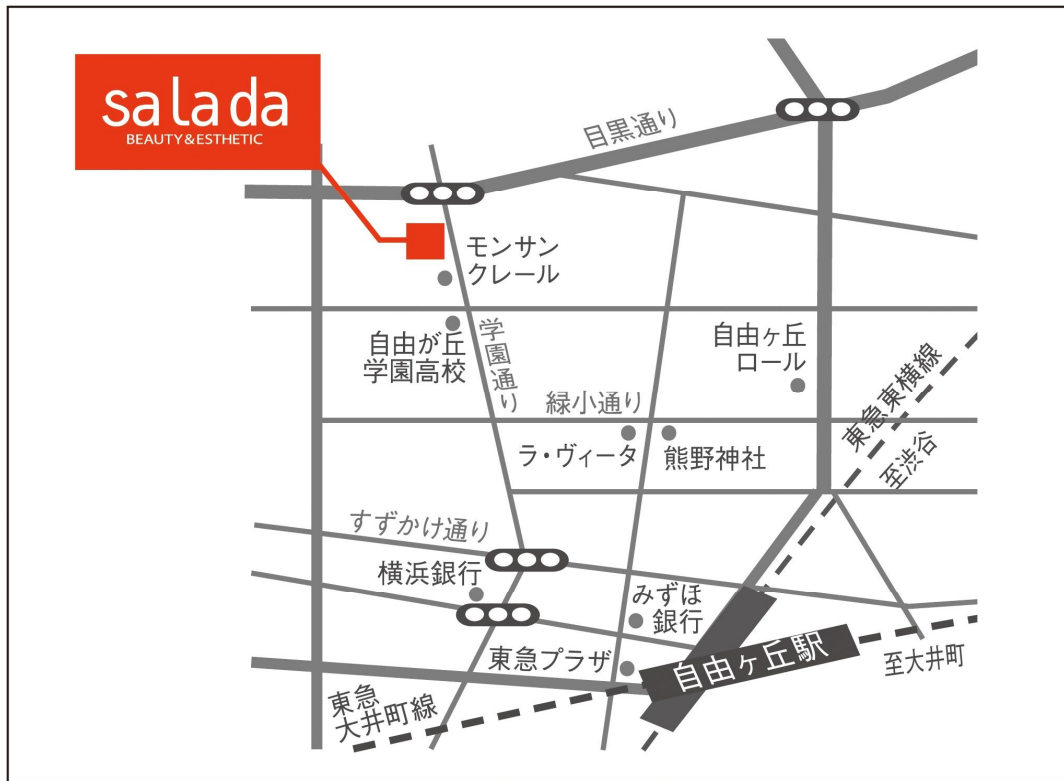 salada
BEAUTY&ESTHETIC
目黒通り
モンサン
クレール
自由が丘
学園高校
学園通り
自由ヶ丘
ロール
緑小通り
東急東横線
至渋谷
ラ・ヴィータ
熊野神社
すずかけ通り
横浜銀行
みずほ
銀行
東急プラザ
自由ヶ丘駅
至大井町
東急
大井町線